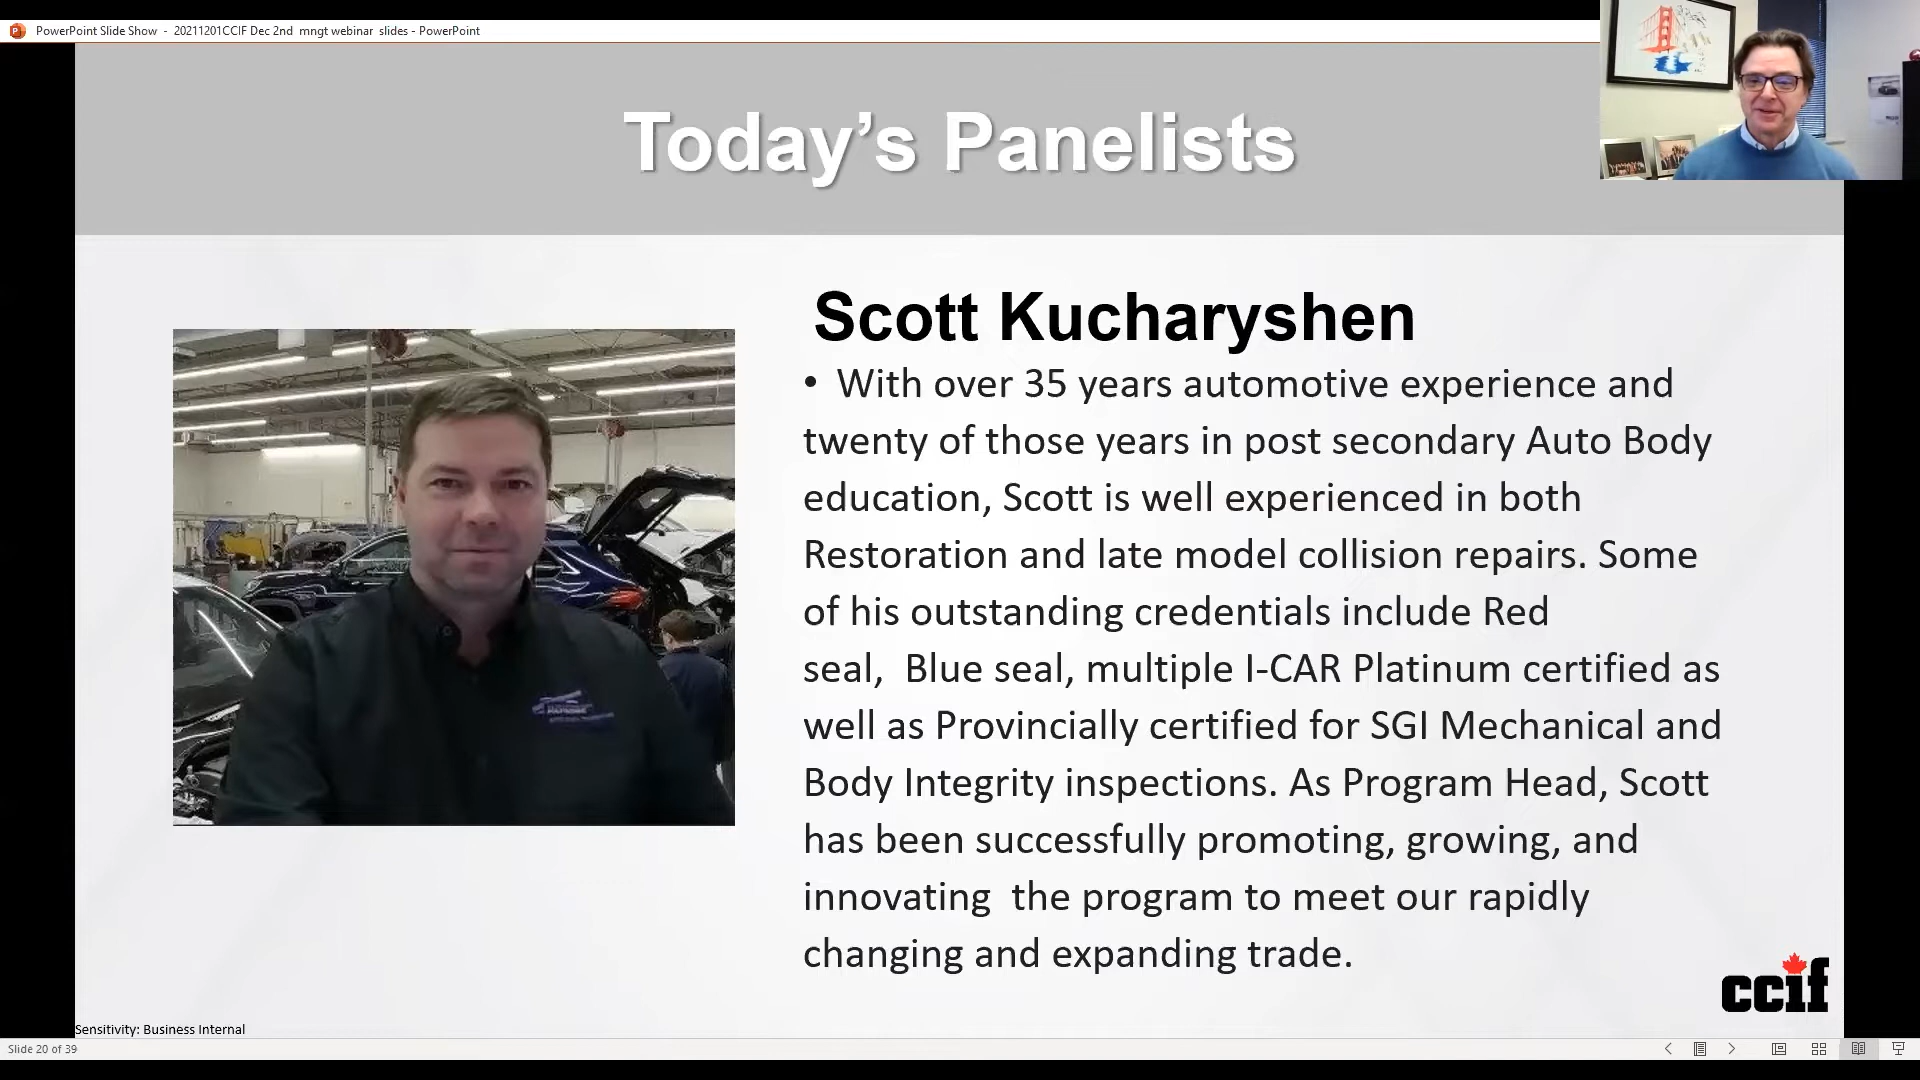 PowerPoint Slide Show - 20211201CCIF Dec 2nd mngt webinar slides - PowerPoint
Today’s Panelists
Scott Kucharyshen
• With over 35 years automotive experience and
twenty of those years in post secondary Auto Body
education, Scott is well experienced in both
Restoration and late model collision repairs. Some
of his outstanding credentials include Red
seal,  Blue seal, multiple I-CAR Platinum certified as
well as Provincially certified for SGI Mechanical and
Body Integrity inspections. As Program Head, Scott
has been successfully promoting, growing, and
innovating  the program to meet our rapidly
changing and expanding trade.
ccif
Sensitivity: Business Internal
Slide 20 of 39